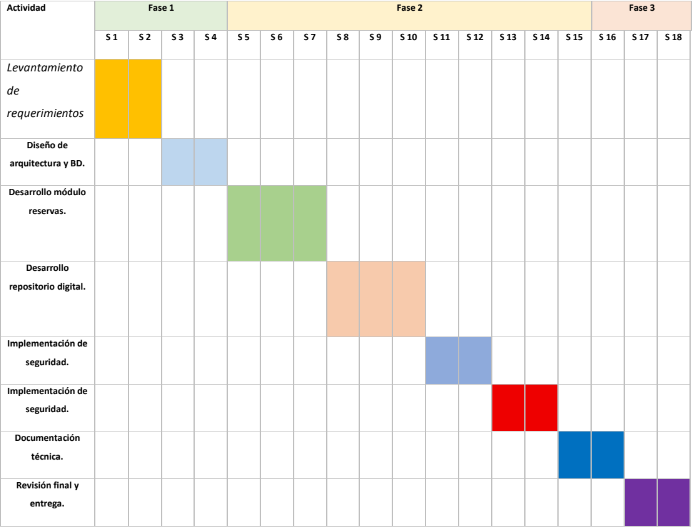 Actividad Fase 1 Fase 2 Fase 3
S 1 S 2 S 3 S 4 S 5 S 6 S 7 S 8 S 9 S 10 S 11 S 12 S 13 S 14 S 15 S 16 S 17 S 18
Levantamiento
de
requerimientos
Diseño de
arquitectura y BD.
Desarrollo módulo
reservas.
Desarrollo
repositorio digital.
Implementación de
seguridad.
Implementación de
seguridad.
Documentación
técnica.
Revisión final y
entrega.